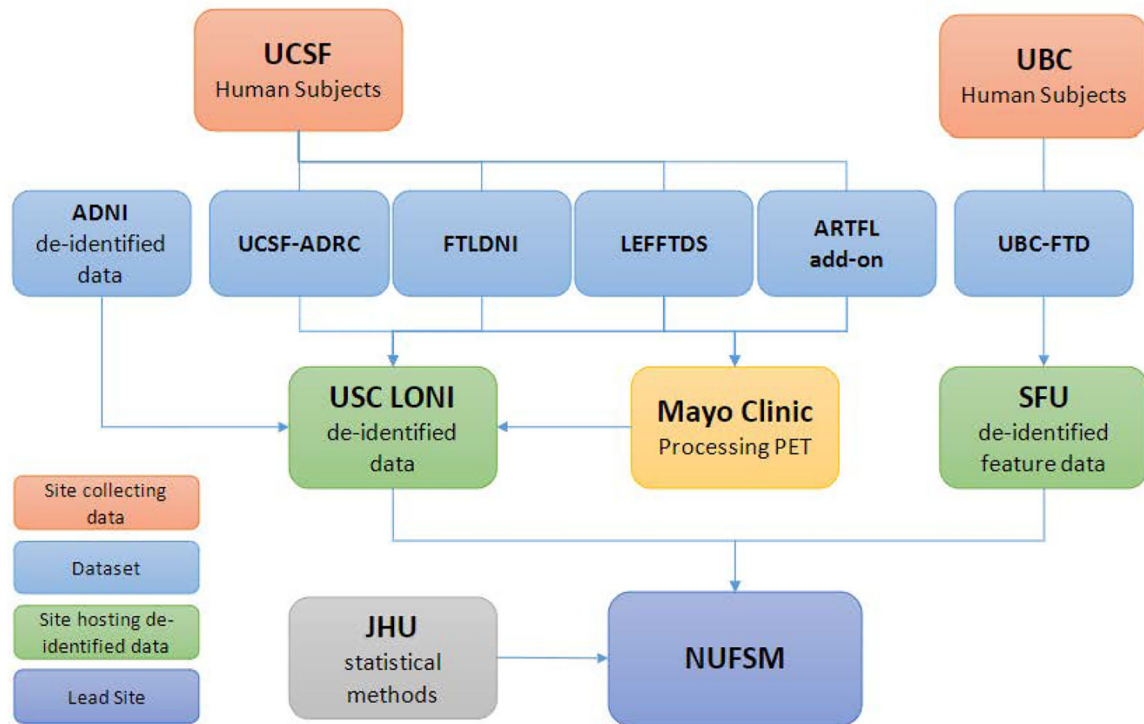 UCSF
Human Subjects
UBC
Human Subjects
ADNI
de-identified
data
UCSF-ADRC
FTLDNI
LEFFTDS
ARTFL
add-on
UBC-FTD
USC LONI
de-identified
data
Mayo Clinic
Processing PET
SFU
de-identified
feature data
Site collecting
data
Dataset
Site hosting de-
identified data
Lead Site
JHU
statistical
methods
NUFSM